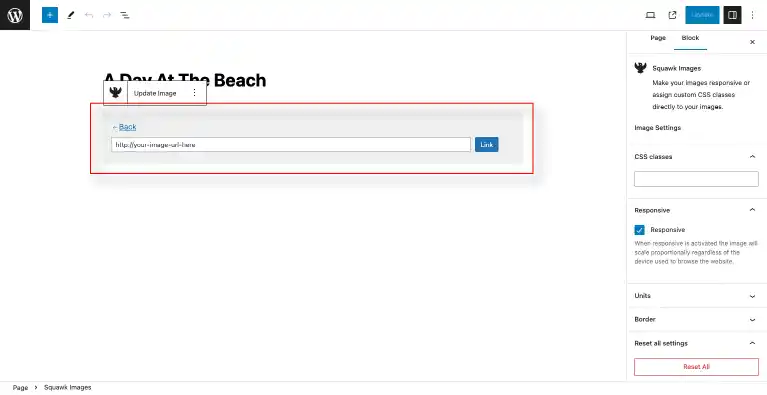 Update
Page Block
A Day At The Beach
Update Image
← Back
http://your-image-url-here
Link
Squawk Images
Make your images responsive or
assign custom CSS classes
directly to your images.
Image Settings
CSS classes
Responsive
Responsive
When responsive is activated the image will
scale proportionally regardless of the
device used to browse the website.
Units
Border
Reset all settings
Reset All
Page > Squawk Images